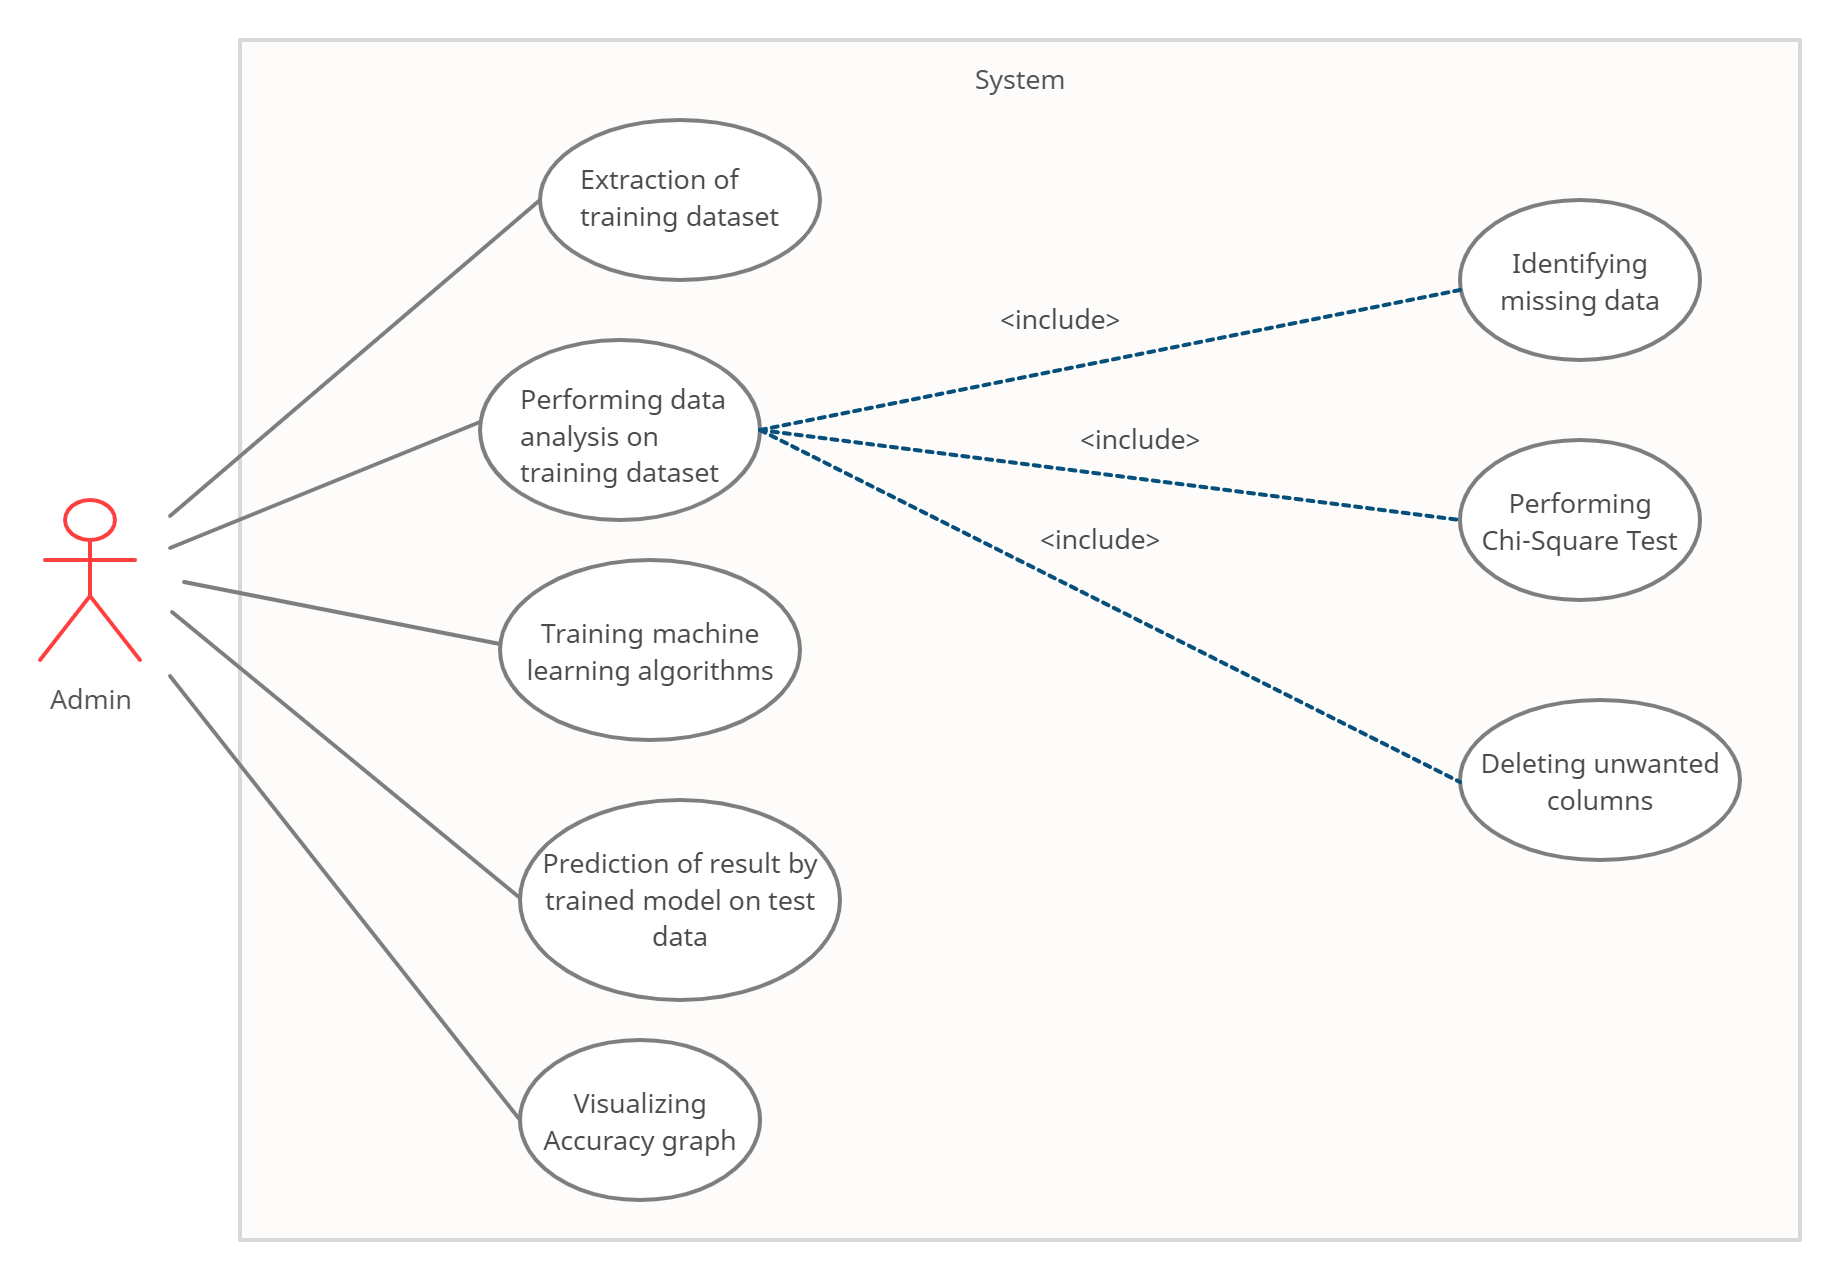 System
Extraction of
training dataset
Identifying
missing data
<include>
Performing data
analysis on
training dataset
<include>
Performing
Chi-Square Test
<include>
Training machine
learning algorithms
Admin
Deleting unwanted
columns
Prediction of result by
trained model on test
data
Visualizing
Accuracy graph